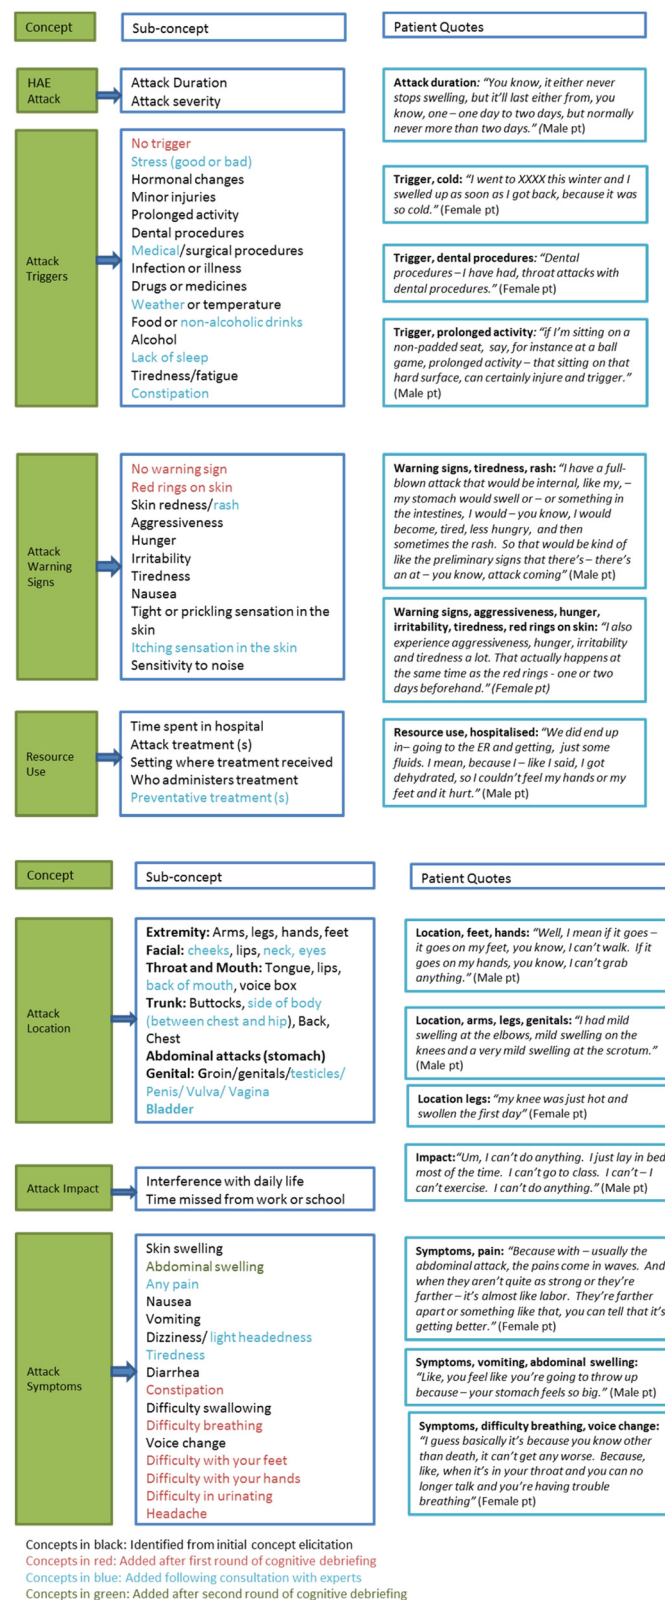 Concept
Sub-concept
Patient Quotes
HAE
Attack
Attack Duration
Attack severity
Attack duration: “You know, it either never
stops swelling, but it’ll last either from, you
know, one – one day to two days, but normally
never more than two days.” (Male pt)
Attack
Triggers
No trigger
Stress (good or bad)
Hormonal changes
Minor injuries
Prolonged activity
Dental procedures
Medical/surgical procedures
Infection or illness
Drugs or medicines
Weather or temperature
Food or non-alcoholic drinks
Alcohol
Lack of sleep
Tiredness/fatigue
Constipation
Trigger, cold: “I went to XXXX this winter and I
swelled up as soon as I got back, because it was
so cold.” (Female pt)
Trigger, dental procedures: “Dental
procedures – I have had, throat attacks with
dental procedures.” (Female pt)
Trigger, prolonged activity: “if I’m sitting on a
non-padded seat, say, for instance at a ball
game, prolonged activity – that sitting on that
hard surface, can certainly injure and trigger.”
(Male pt)
Attack
Warning
Signs
No warning sign
Red rings on skin
Skin redness/rash
Aggressiveness
Hunger
Irritability
Tiredness
Nausea
Tight or prickling sensation in the
skin
Itching sensation in the skin
Sensitivity to noise
Warning signs, tiredness, rash: “I have a full-
blown attack that would be internal, like my, –
my stomach would swell or – or something in
the intestines, I would – you know, I would
become, tired, less hungry, and then
sometimes the rash. So that would be kind of
like the preliminary signs that there’s – there’s
an at – you know, attack coming” (Male pt)
Warning signs, aggressiveness, hunger,
irritability, tiredness, red rings on skin: “I also
experience aggressiveness, hunger, irritability
and tiredness a lot. That actually happens at
the same time as the red rings - one or two
days beforehand.” (Female pt)
Resource
Use
Time spent in hospital
Attack treatment (s)
Setting where treatment received
Who administers treatment
Preventative treatment (s)
Resource use, hospitalised: “We did end up
in– going to the ER and getting, just some
fluids. I mean, because I – like I said, I got
dehydrated, so I couldn’t feel my hands or my
feet and it hurt.” (Male pt)
Concept
Sub-concept
Patient Quotes
Attack
Location
Extremity: Arms, legs, hands, feet
Facial: cheeks, lips, neck, eyes
Throat and Mouth: Tongue, lips,
back of mouth, voice box
Trunk: Buttocks, side of body
(between chest and hip), Back,
Chest
Abdominal attacks (stomach)
Genital: Groin/genitals/testicles/
Penis/ Vulva/ Vagina
Bladder
Location, feet, hands: “Well, I mean if it goes –
it goes on my feet, you know, I can’t walk. If it
goes on my hands, you know, I can’t grab
anything.” (Male pt)
Location, arms, legs, genitals: “I had mild
swelling at the elbows, mild swelling on the
knees and a very mild swelling at the scrotum.”
(Male pt)
Location legs: “my knee was just hot and
swollen the first day” (Female pt)
Attack Impact
Interference with daily life
Time missed from work or school
Impact:“Um, I can’t do anything. I just lay in bed
most of the time. I can’t go to class. I can’t – I
can’t exercise. I can’t do anything.” (Male pt)
Attack
Symptoms
Skin swelling
Abdominal swelling
Any pain
Nausea
Vomiting
Dizziness/ light headedness
Tiredness
Diarrhea
Constipation
Difficulty swallowing
Difficulty breathing
Voice change
Difficulty with your feet
Difficulty with your hands
Difficulty in urinating
Headache
Symptoms, pain: “Because with – usually the
abdominal attack, the pains come in waves. And
when they aren’t quite as strong or they’re
farther – it’s almost like labor. They’re farther
apart or something like that, you can tell that it’s
getting better.” (Female pt)
Symptoms, vomiting, abdominal swelling:
“Like, you feel like you’re going to throw up
because – your stomach feels so big.” (Male pt)
Symptoms, difficulty breathing, voice change:
“I guess basically it’s because you know other
than death, it can’t get any worse. Because,
like, when it’s in your throat and you can no
longer talk and you’re having trouble
breathing” (Female pt)
Concepts in black: Identified from initial concept elicitation
Concepts in red: Added after first round of cognitive debriefing
Concepts in blue: Added following consultation with experts
Concepts in green: Added after second round of cognitive debriefing